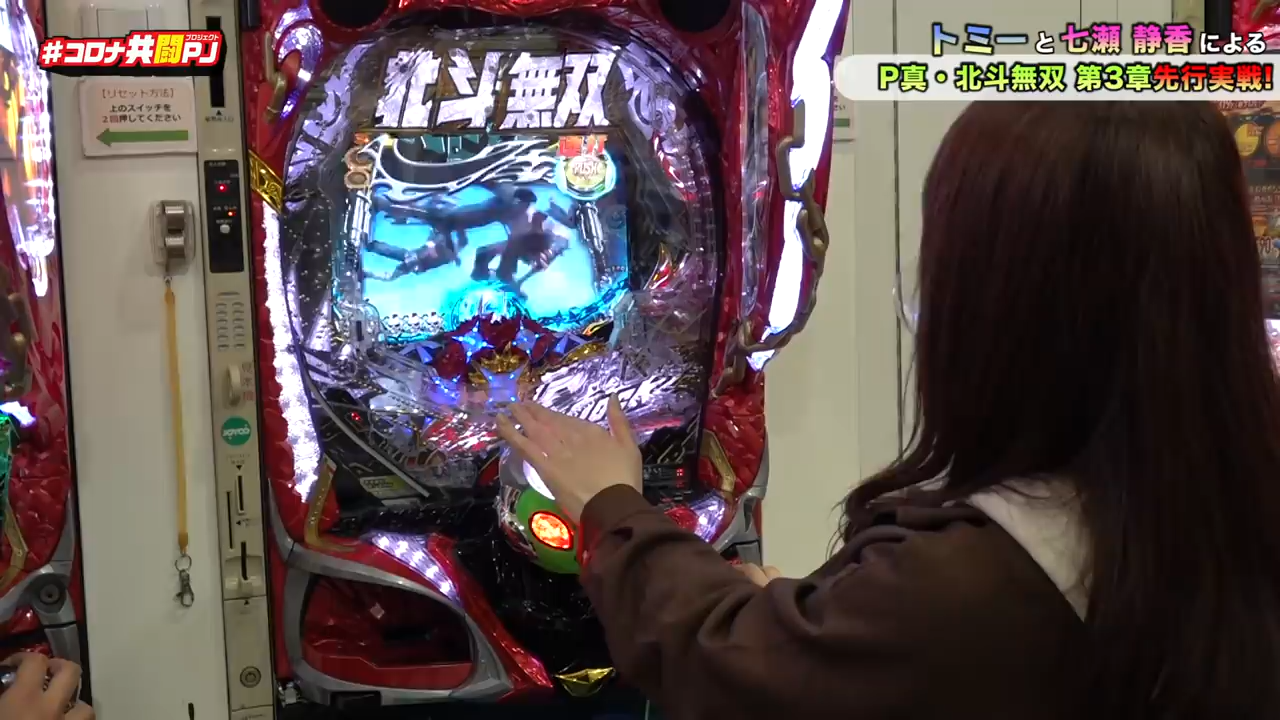 #コロナ共闘PJ
プロジェクト
トミーと七瀬 静香による
P真・北斗無双 第3章先行実戦!
【リセット方法】
上のスイッチを
2回押してください
北斗無双
PUSH
JOYCO